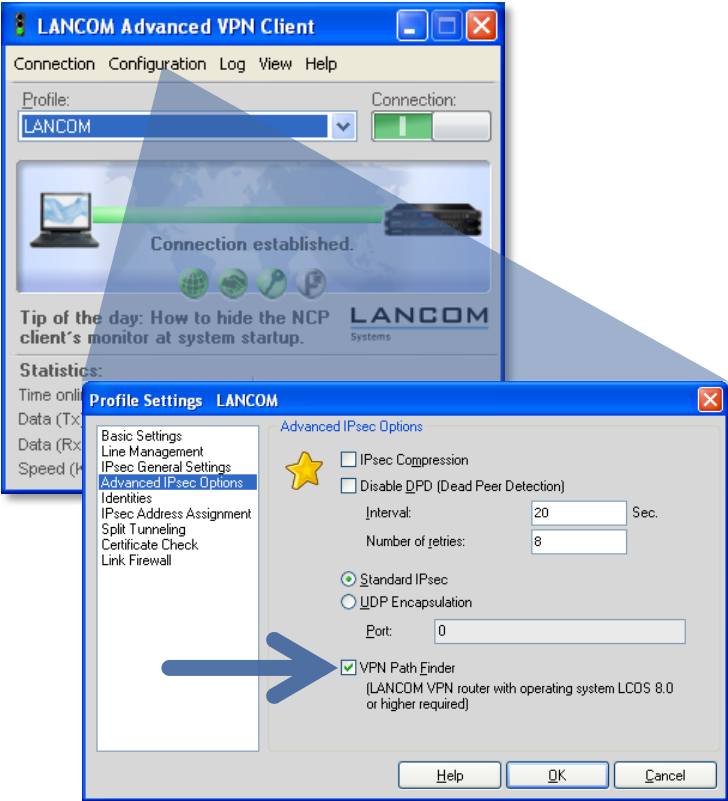 LANCOM Advanced VPN Client
Connection Configuration Log View Help
Profile:
Connection:
LANCOM
Connection established.
Tip of the day: How to hide the NCP
client´s monitor at system startup.
LANCOM
Systems
Statistics:
Time onli
Data (Tx
Data (Rx
Speed (K
Profile Settings LANCOM
Basic Settings
Line Management
IPsec General Settings
Advanced IPsec Options
Identities
IPsec Address Assignment
Split Tunneling
Certificate Check
Link Firewall
Advanced IPsec Options
IPsec Compression
Disable DPD (Dead Peer Detection)
Interval: 20 Sec.
Number of retries: 8
Standard IPsec
UDP Encapsulation
Port: 0
VPN Path Finder
(LANCOM VPN router with operating system LCOS 8.0
or higher required)
Help OK Cancel